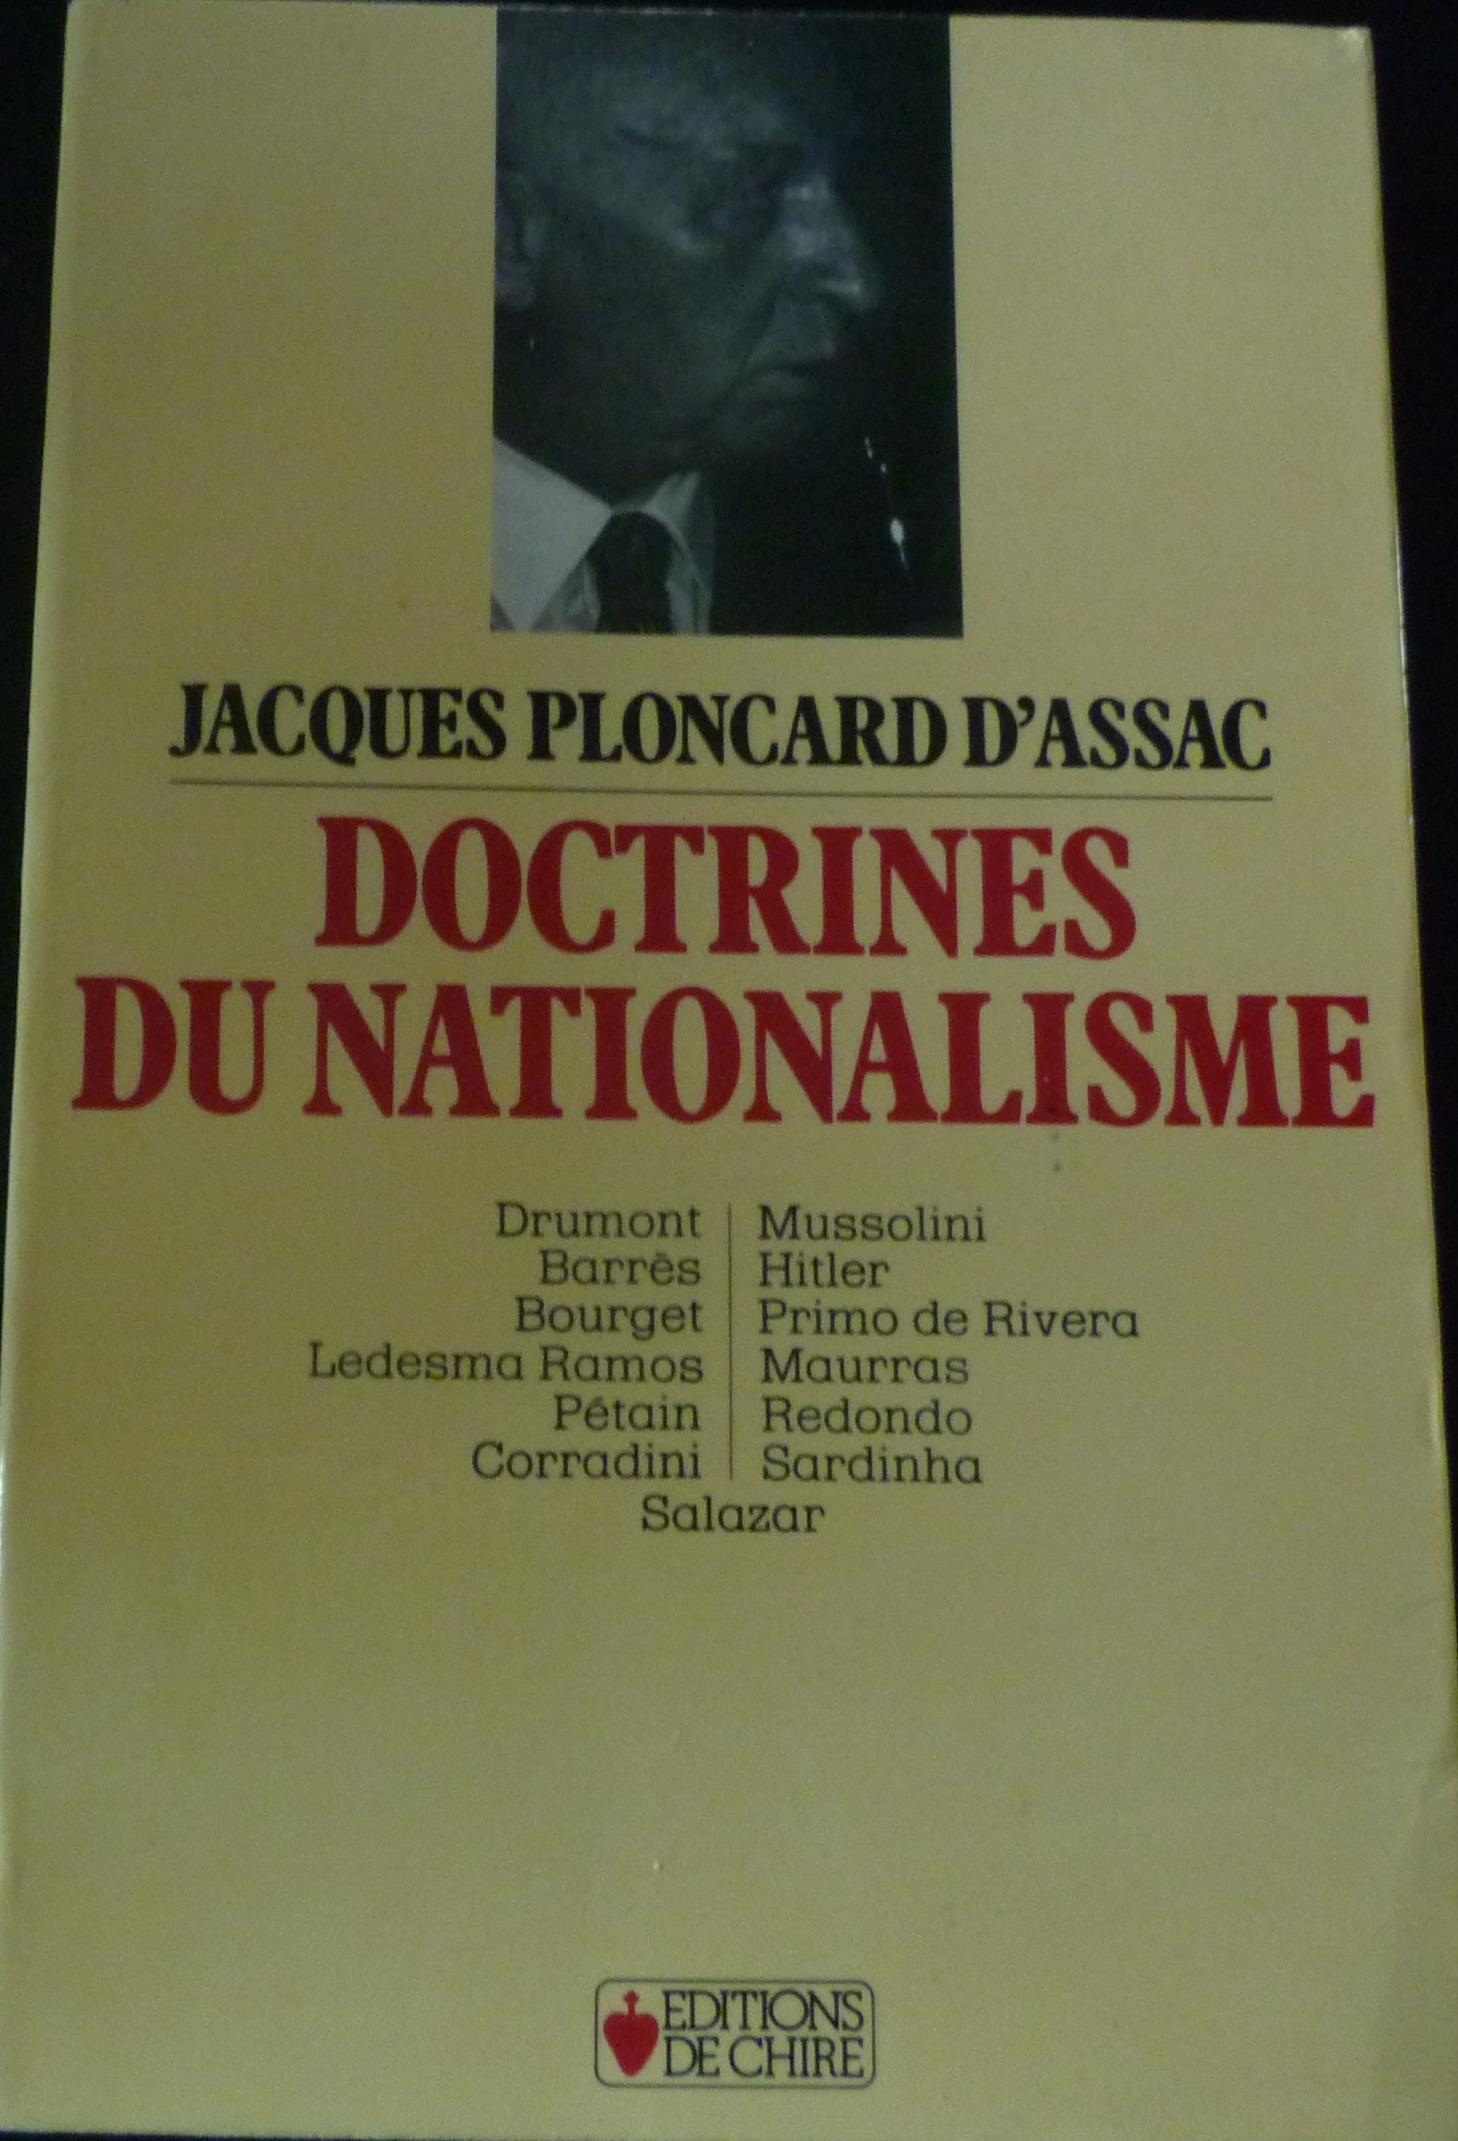 JACQUES PLONCARD D'ASSAC
DOCTRINES
DU NATIONALISME
Drumont
Barrès
Bourget
Ledesma Ramos
Pétain
Corradini
Mussolini
Hitler
Primo de Rivera
Maurras
Redondo
Sardinha
Salazar
EDITIONS
DE CHIRE